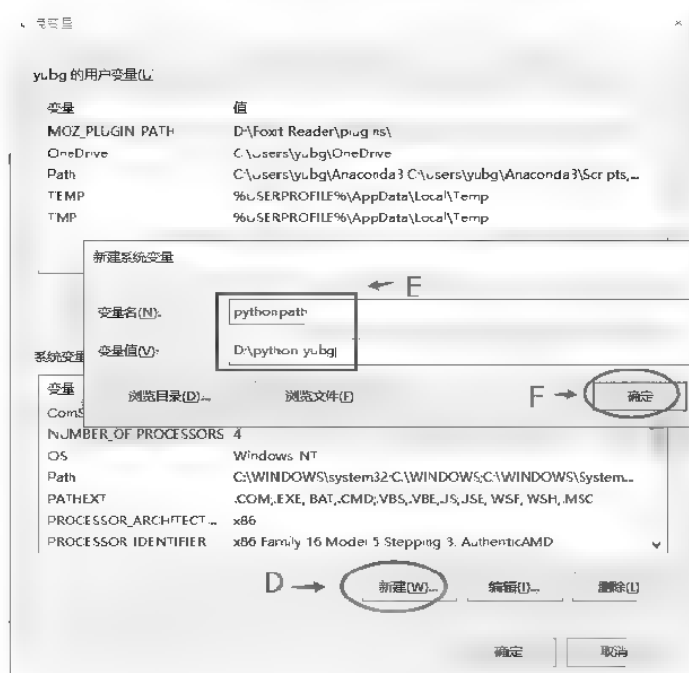 yubg 的用户变量(U)
变量 值
MOZ_PLUGIN_PATH D:\Foxit Reader\plugins\
OneDrive C:\Users\yubg\OneDrive
Path C:\Users\yubg\Anaconda3;C:\Users\yubg\Anaconda3\Scripts;...
TEMP %USERPROFILE%\AppData\Local\Temp
TMP %USERPROFILE%\AppData\Local\Temp
新建系统变量
E
变量名(N): pythonpath
变量值(V): D:\python_yubg
浏览目录(D)... 浏览文件(F) F 确定
系统变量
变量
ComS
NUMBER_OF_PROCESSORS 4
OS Windows_NT
Path C:\WINDOWS\system32;C:\WINDOWS;C:\WINDOWS\System...
PATHEXT .COM;.EXE;.BAT;.CMD;.VBS;.VBE;.JS;.JSE;.WSF;.WSH;.MSC
PROCESSOR_ARCHITECT... x86
PROCESSOR_IDENTIFIER x86 Family 16 Model 5 Stepping 3, AuthenticAMD
D 新建(W)... 编辑(I)... 删除(L)
确定 取消